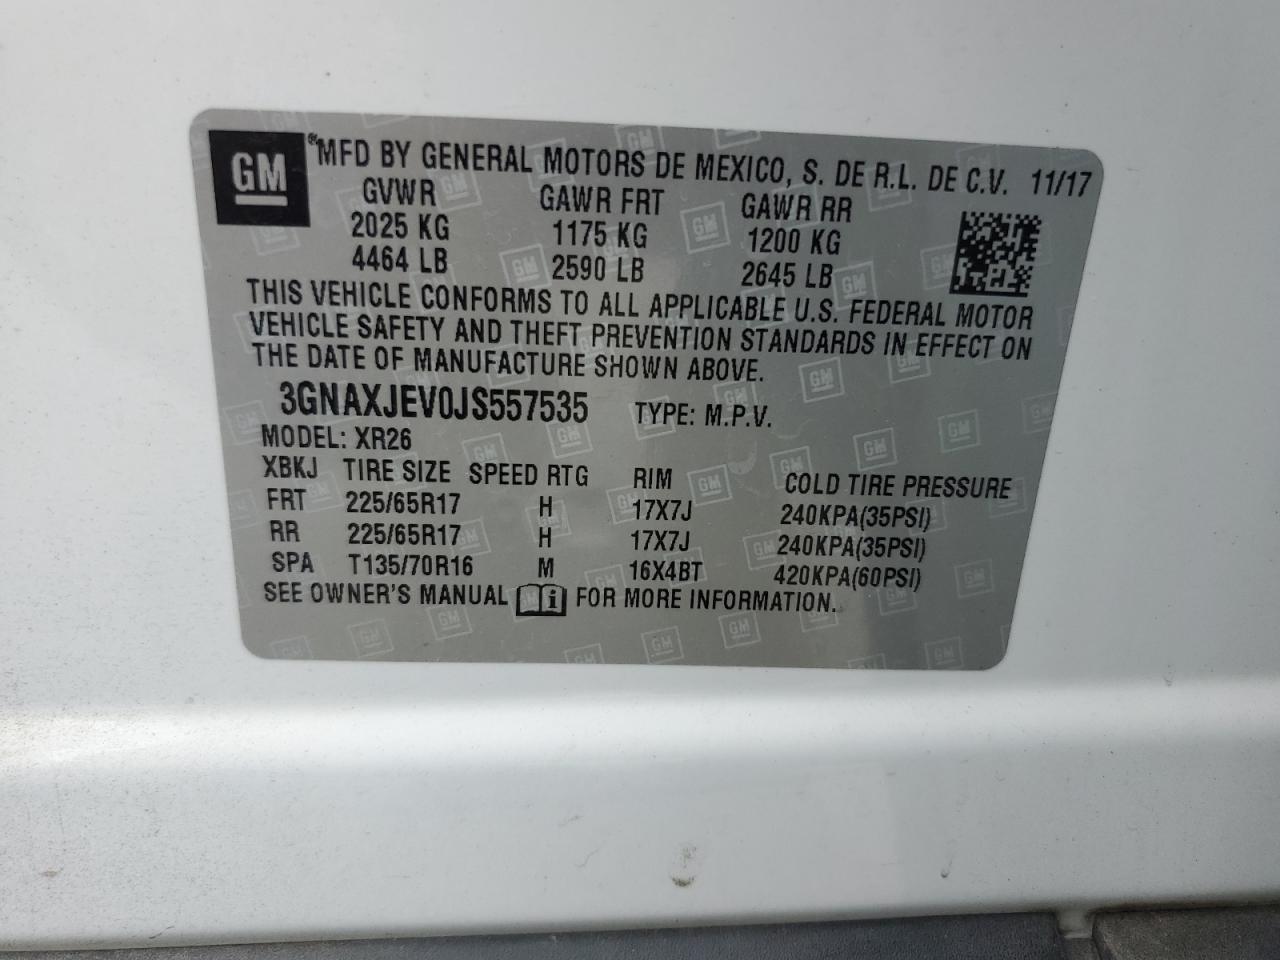 GM ®MFD BY GENERAL MOTORS DE MEXICO, S. DE R.L. DE C.V. 11/17
GVWR GAWR FRT GAWR RR
2025 KG 1175 KG 1200 KG
4464 LB 2590 LB 2645 LB
THIS VEHICLE CONFORMS TO ALL APPLICABLE U.S. FEDERAL MOTOR
VEHICLE SAFETY AND THEFT PREVENTION STANDARDS IN EFFECT ON
THE DATE OF MANUFACTURE SHOWN ABOVE.
3GNAXJEV0JS557535 TYPE: M.P.V.
MODEL: XR26
XBKJ TIRE SIZE SPEED RTG RIM COLD TIRE PRESSURE
FRT 225/65R17 H 17X7J 240KPA(35PSI)
RR 225/65R17 H 17X7J 240KPA(35PSI)
SPA T135/70R16 M 16X4BT 420KPA(60PSI)
SEE OWNER'S MANUAL i FOR MORE INFORMATION.